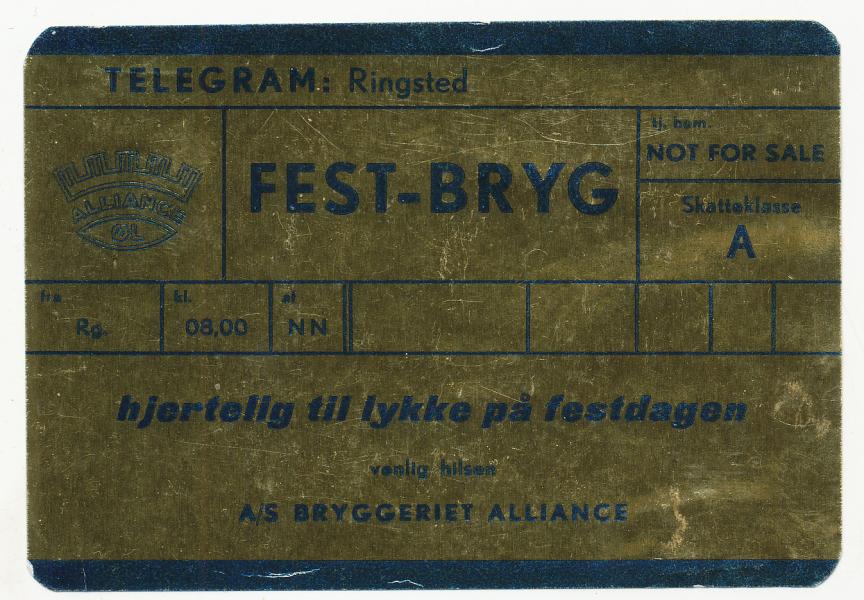 TELEGRAM: Ringsted
tj. bem.
NOT FOR SALE
ALLIANCE
ØL
FEST-BRYG
Skatteklasse
A
fra
kl.
af
Rg.
08,00
NN
hjertelig til lykke på festdagen
venlig hilsen
A/S BRYGGERIET ALLIANCE